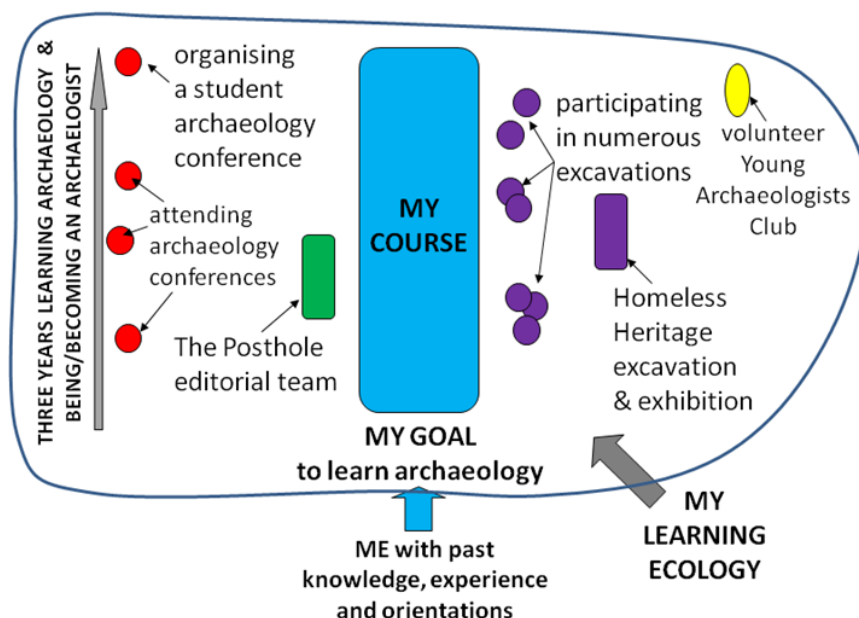 THREE YEARS LEARNING ARCHAEOLOGY &
BEING/BECOMING AN ARCHAELOGIST
organising
a student
archaeology
conference
attending
archaeology
conferences
The Posthole
editorial team
MY
COURSE
participating
in numerous
excavations
volunteer
Young
Archaeologists
Club
Homeless
Heritage
excavation
& exhibition
MY GOAL
to learn archaeology
ME with past
knowledge, experience
and orientations
MY
LEARNING
ECOLOGY